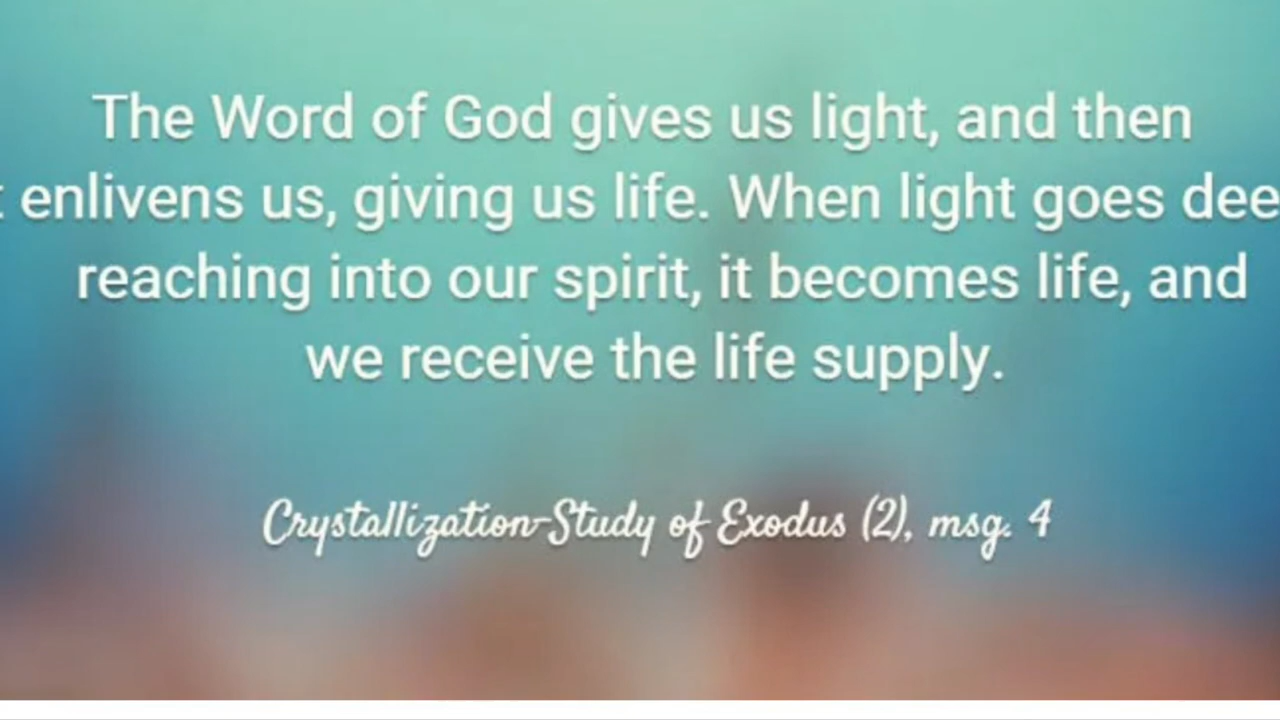 The Word of God gives us light, and then
enlivens us, giving us life. When light goes dee
reaching into our spirit, it becomes life, and
we receive the life supply.
Crystallization-Study of Exodus (2), msg. 4